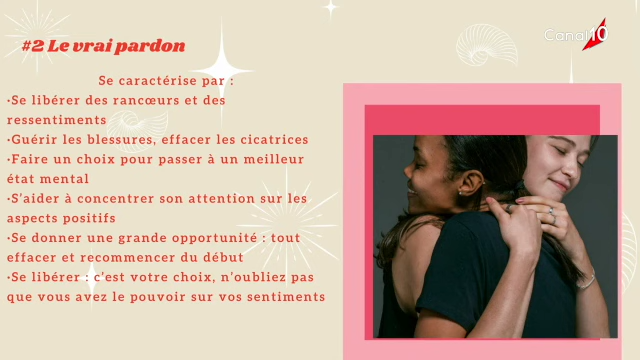 #2 Le vrai pardon
Canal10
Se caractérise par :
·Se libérer des rancœurs et des
ressentiments
·Guérir les blessures, effacer les cicatrices
·Faire un choix pour passer à un meilleur
état mental
·S'aider à concentrer son attention sur les
aspects positifs
·Se donner une grande opportunité : tout
effacer et recommencer du début
·Se libérer : c'est votre choix, n'oubliez pas
que vous avez le pouvoir sur vos sentiments